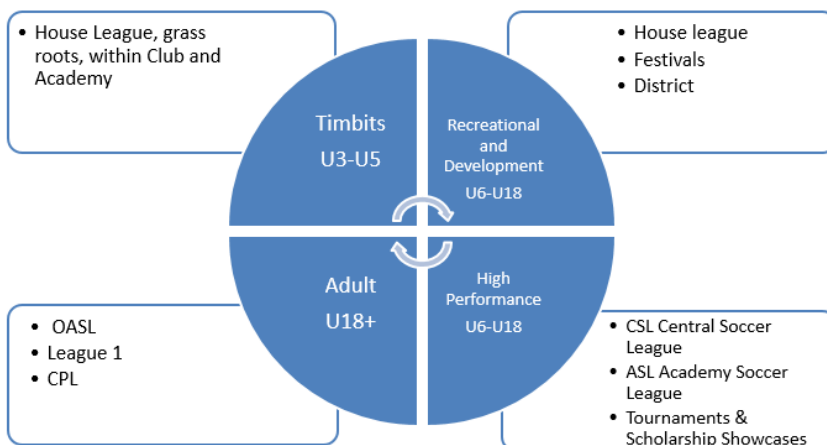 • House League, grass
roots, within Club and
Academy
• House league
• Festivals
• District
Timbits
U3-U5
Recreational
and
Development
U6-U18
Adult
U18+
High
Performance
U6-U18
• OASL
• League 1
• CPL
• CSL Central Soccer
League
• ASL Academy Soccer
League
• Tournaments &
Scholarship Showcases